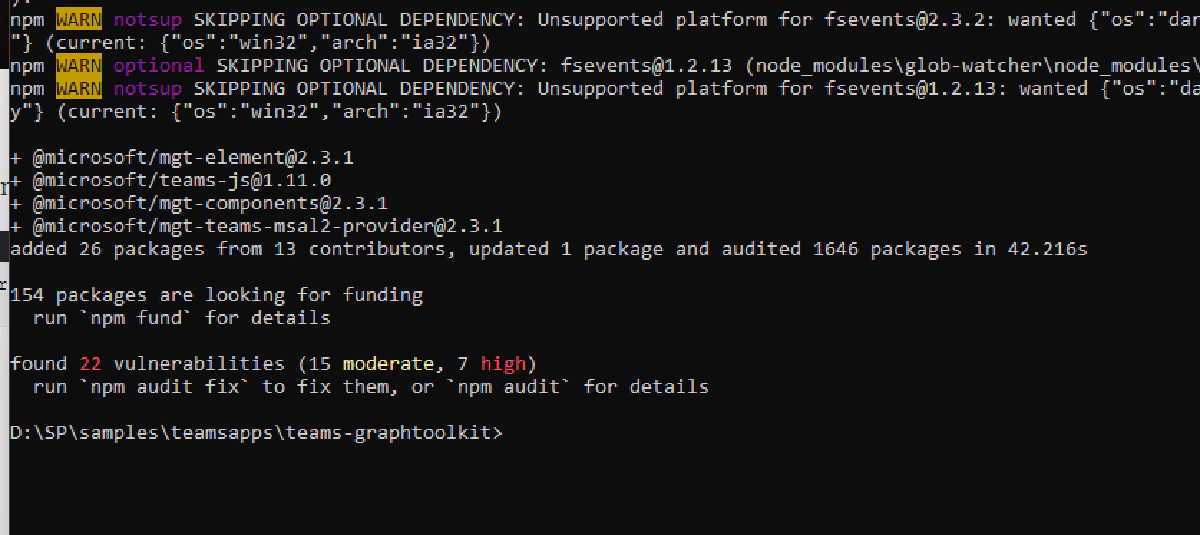 npm WARN notsup SKIPPING OPTIONAL DEPENDENCY: Unsupported platform for fsevents@2.3.2: wanted {"os":"dar
"} (current: {"os":"win32","arch":"ia32"})
npm WARN optional SKIPPING OPTIONAL DEPENDENCY: fsevents@1.2.13 (node_modules\glob-watcher\node_modules\
npm WARN notsup SKIPPING OPTIONAL DEPENDENCY: Unsupported platform for fsevents@1.2.13: wanted {"os":"da
y"} (current: {"os":"win32","arch":"ia32"})
+ @microsoft/mgt-element@2.3.1
+ @microsoft/teams-js@1.11.0
+ @microsoft/mgt-components@2.3.1
+ @microsoft/mgt-teams-msal2-provider@2.3.1
added 26 packages from 13 contributors, updated 1 package and audited 1646 packages in 42.216s
154 packages are looking for funding
run `npm fund` for details
found 22 vulnerabilities (15 moderate, 7 high)
run `npm audit fix` to fix them, or `npm audit` for details
D:\SP\samples\teamsapps\teams-graphtoolkit>